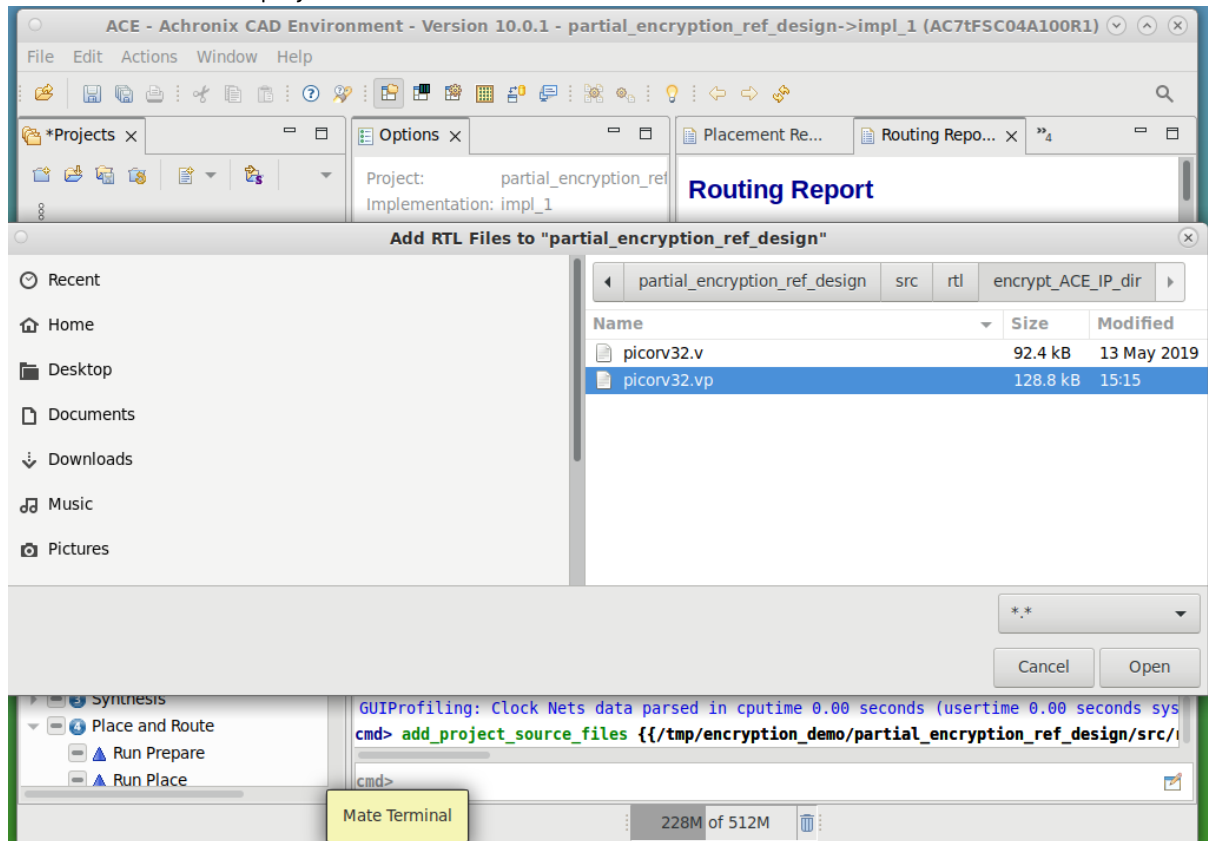 ACE - Achronix CAD Environment - Version 10.0.1 - partial_encryption_ref_design->impl_1 (AC7tFSC04A100R1)
File Edit Actions Window Help
*Projects
Options
Placement Re...
Routing Repo...
»4
Project: partial_encryption_ref
Implementation: impl_1
Routing Report
Add RTL Files to "partial_encryption_ref_design"
Recent
Home
Desktop
Documents
Downloads
Music
Pictures
partial_encryption_ref_design src rtl encrypt_ACE_IP_dir
Name Size Modified
picorv32.v 92.4 kB 13 May 2019
picorv32.vp 128.8 kB 15:15
*.*
Cancel Open
3 Synthesis
4 Place and Route
Run Prepare
Run Place
GUIProfiling: Clock Nets data parsed in cputime 0.00 seconds (usertime 0.00 seconds sys
cmd> add_project_source_files {{/tmp/encryption_demo/partial_encryption_ref_design/src/
cmd>
Mate Terminal
228M of 512M